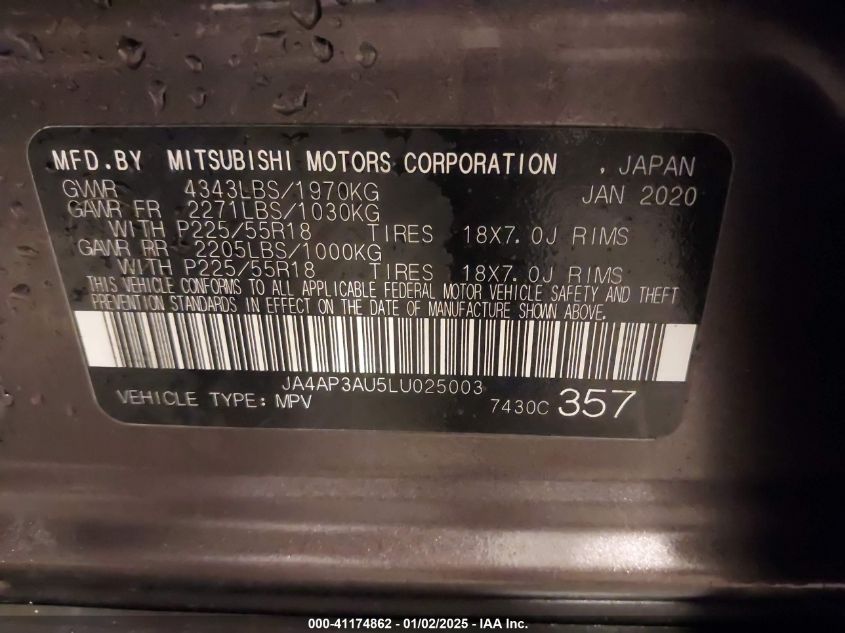 MFD.BY MITSUBISHI MOTORS CORPORATION , JAPAN
GWR 4343LBS/1970KG JAN 2020
GAWR FR 2271LBS/1030KG
WITH P225/55R18 TIRES 18X7.0J RIMS
GAWR RR 2205LBS/1000KG
WITH P225/55R18 TIRES 18X7.0J RIMS
THIS VEHICLE CONFORMS TO ALL APPLICABLE FEDERAL MOTOR VEHICLE SAFETY AND THEFT
PREVENTION STANDARDS IN EFFECT ON THE DATE OF MANUFACTURE SHOWN ABOVE.
JA4AP3AU5LU025003
VEHICLE TYPE: MPV 7430C 357
000-41174862 - 01/02/2025 - IAA Inc.